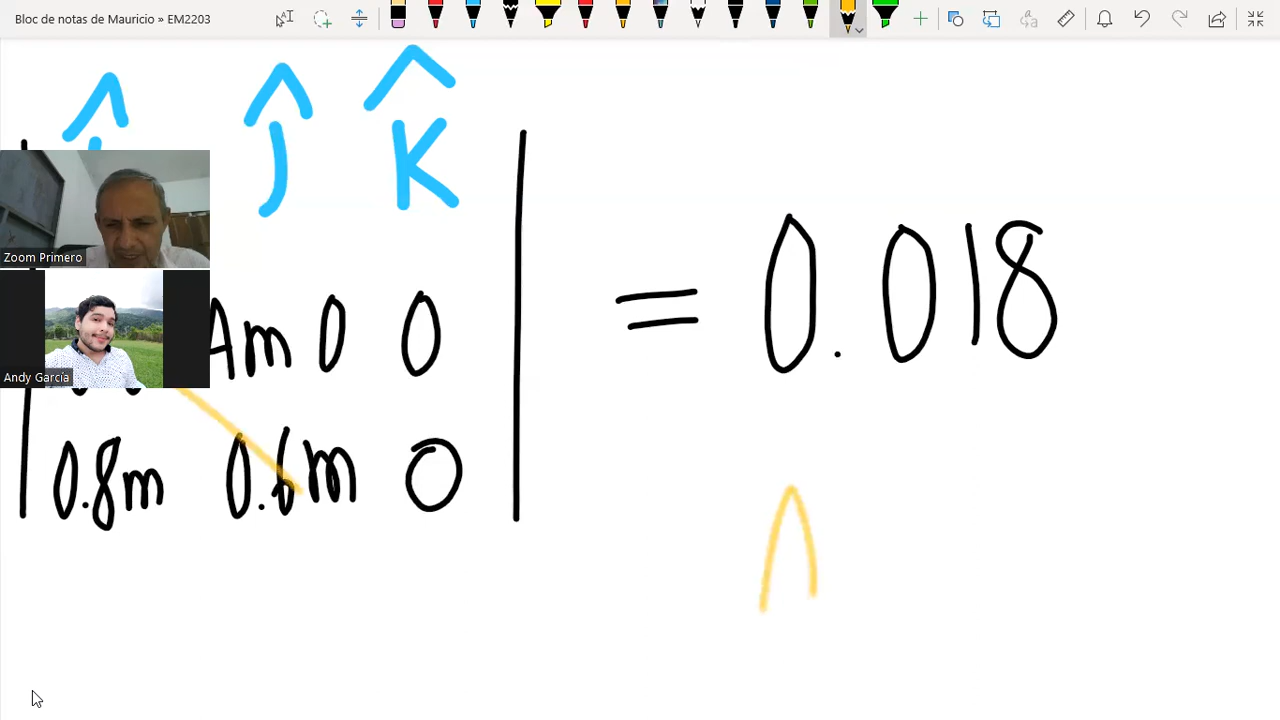 Bloc de notas de Mauricio » EM2203
ĵ k̂
= 0.018
Zoom Primero
Am 0 0
Andy Garcia
0.8m 0.6m 0